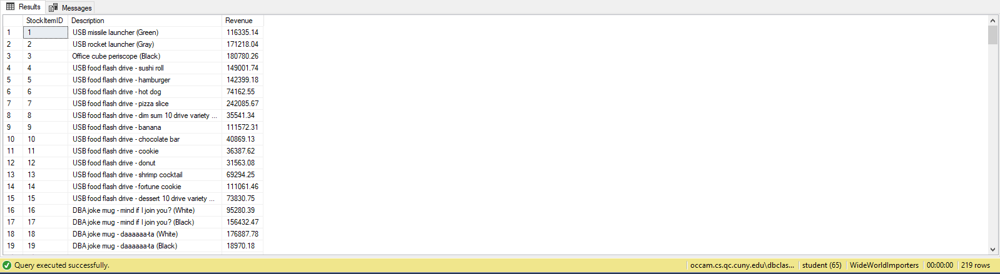 Results Messages
StockItemID Description Revenue
1 1 USB missile launcher (Green) 116335.14
2 2 USB rocket launcher (Gray) 171218.04
3 3 Office cube periscope (Black) 180780.26
4 4 USB food flash drive - sushi roll 149001.74
5 5 USB food flash drive - hamburger 142399.18
6 6 USB food flash drive - hot dog 74162.55
7 7 USB food flash drive - pizza slice 242085.67
8 8 USB food flash drive - dim sum 10 drive variety ... 35541.34
9 9 USB food flash drive - banana 111572.31
10 10 USB food flash drive - chocolate bar 40869.13
11 11 USB food flash drive - cookie 36387.62
12 12 USB food flash drive - donut 31563.08
13 13 USB food flash drive - shrimp cocktail 69294.25
14 14 USB food flash drive - fortune cookie 111061.46
15 15 USB food flash drive - dessert 10 drive variety ... 73830.75
16 16 DBA joke mug - mind if I join you? (White) 95280.39
17 17 DBA joke mug - mind if I join you? (Black) 156432.47
18 18 DBA joke mug - daaaaaa-ta (White) 176887.78
19 19 DBA joke mug - daaaaaa-ta (Black) 18970.18
Query executed successfully. occam.cs.qc.cuny.edu\dbclas... student (65) WideWorldImporters 00:00:00 219 rows